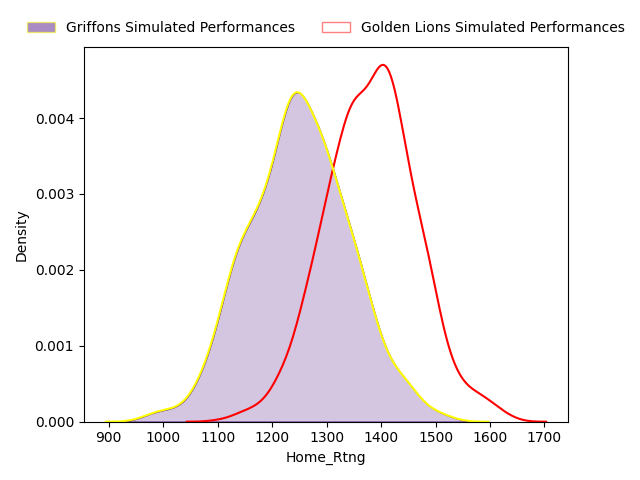 Griffons Simulated Performances Golden Lions Simulated Performances
0.004
0.003
0.002
0.001
0.000
Density
900 1000 1100 1200 1300 1400 1500 1600 1700
Home_Rtng